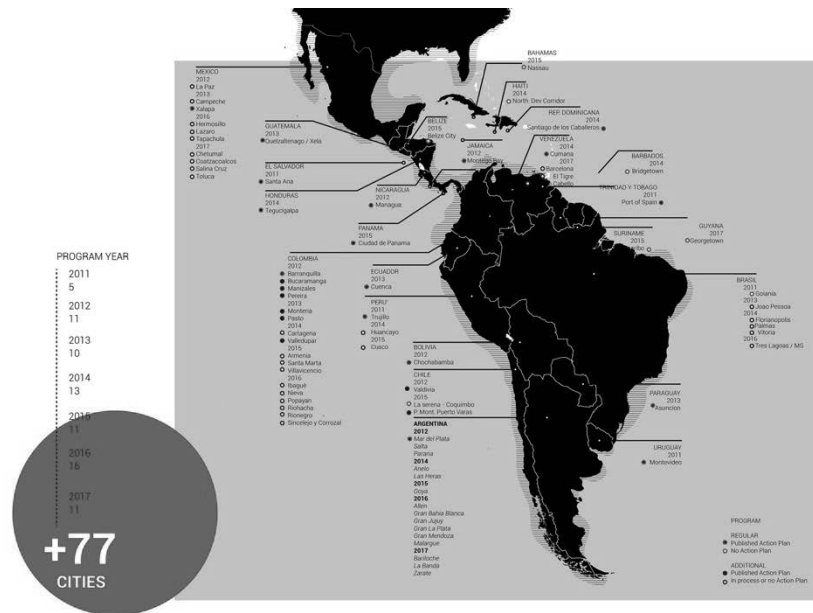 BAHAMAS
2015
Nassau
MEXICO
2012
La Paz
2013
Campeche
Xalapa
2016
Hermosillo
Lazaro
Tapachula
2017
Chetumal
Coatzacoalcos
Salina Cruz
Toluca
HAITI
2014
North. Dev Corridor
REP. DOMINICANA
2014
Santiago de los Caballeros
GUATEMALA
2013
Quetzaltenago / Xela
BELIZE
2015
Belize City
JAMAICA
2012
Montego Bay
VENEZUELA
2014
Cumana
2017
Barcelona
El Tigre
Cabello
BARBADOS
2014
Bridgetown
EL SALVADOR
2011
Santa Ana
TRINIDAD Y TOBAGO
2011
Port of Spain
HONDURAS
2014
Tegucigalpa
NICARAGUA
2012
Managua
PANAMA
2015
Ciudad de Panama
GUYANA
2017
Georgetown
SURINAME
2015
PROGRAM YEAR
2011
5
2012
11
2013
10
2014
13
2015
11
2016
16
2017
11
+77
CITIES
COLOMBIA
2012
Barranquilla
Bucaramanga
Manizales
Pereira
2013
Monteria
Pasto
2014
Cartagena
Valledupar
2015
Armenia
Santa Marta
Villavicencio
2016
Ibagué
Nieva
Popayan
Riohacha
Rionegro
Sincelejo y Corrozal
ECUADOR
2013
Cuenca
PERU'
2011
Trujillo
2014
Huancayo
2015
Cusco
BRASIL
2011
Goiania
2013
Joao Pessoa
2014
Florianopolis
Palmas
Vitoria
2016
Tres Lagoas / MS
BOLIVIA
2012
Chochabamba
CHILE
2012
Valdivia
2015
La serena - Coquimbo
P. Mont. Puerto Varas
ARGENTINA
2012
Mar del Plata
Salta
Parana
2014
Anelo
Las Heras
2015
Goya
2016
Allen
Gran Bahia Blanca
Gran Jujuy
Gran La Plata
Gran Mendoza
Malargue
2017
Bariloche
La Banda
Zarate
PARAGUAY
2013
Asuncion
URUGUAY
2011
Montevideo
PROGRAM
REGULAR
Published Action Plan
No Action Plan
ADDITIONAL
Published Action Plan
In process or no Action Plan